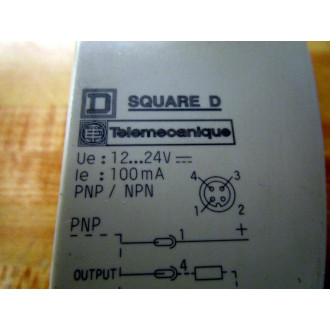 D SQUARE D
Telemecanique
Ue : 12...24V ⎓
Ie : 100mA
PNP / NPN
4 3
1 2
PNP
1 +
OUTPUT 4